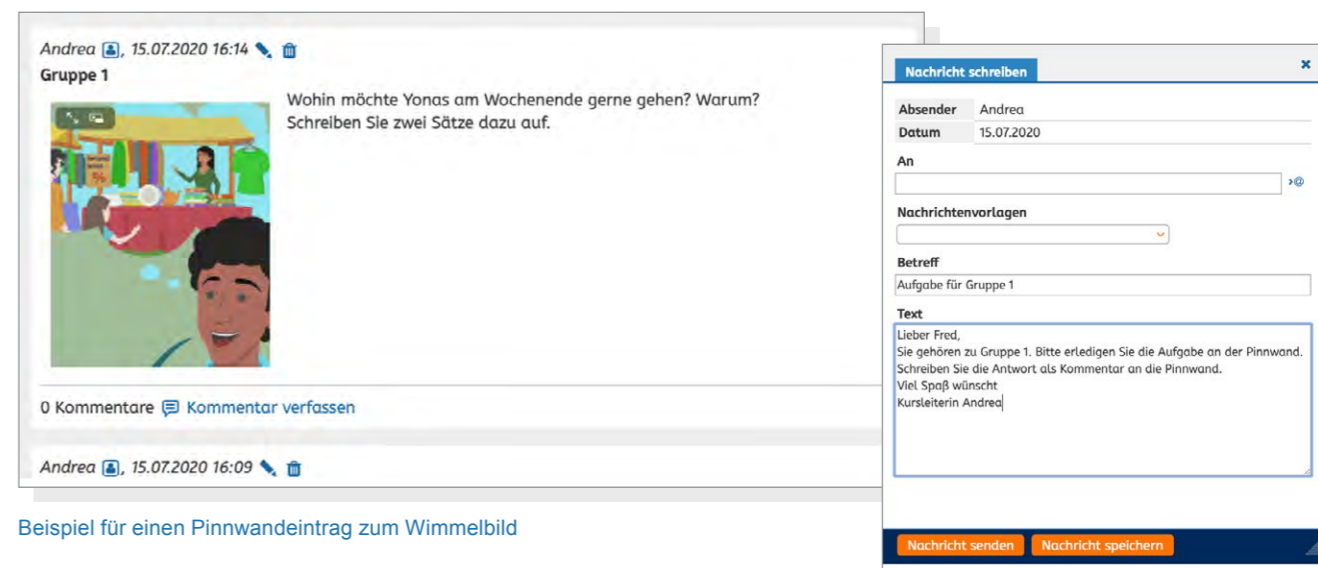 Andrea, 15.07.2020 16:14
Gruppe 1
Wohin möchte Yonas am Wochenende gerne gehen? Warum?
Schreiben Sie zwei Sätze dazu auf.
%
0 Kommentare Kommentar verfassen
Andrea, 15.07.2020 16:09
Beispiel für einen Pinnwandeintrag zum Wimmelbild
Nachricht schreiben
Absender Andrea
Datum 15.07.2020
An
Nachrichtenvorlagen
Betreff
Aufgabe für Gruppe 1
Text
Lieber Fred,
Sie gehören zu Gruppe 1. Bitte erledigen Sie die Aufgabe an der Pinnwand.
Schreiben Sie die Antwort als Kommentar an die Pinnwand.
Viel Spaß wünscht
Kursleiterin Andrea
Nachricht senden Nachricht speichern